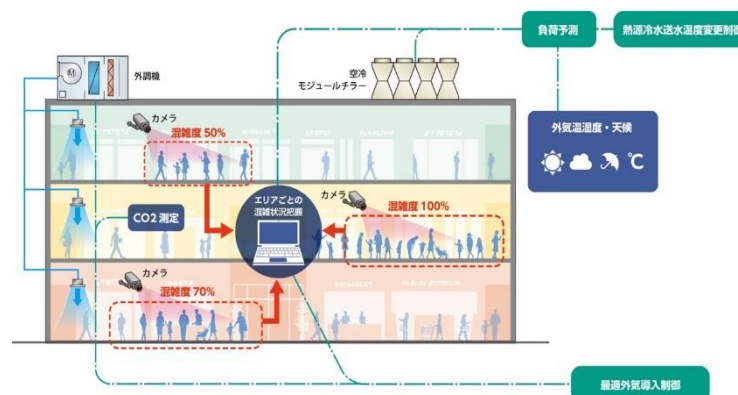 負荷予測
熱源冷水送水温度変更制御
外調機
空冷
モジュールチラー
外気温湿度・天候
℃
カメラ
混雑度 50%
エリアごとの
混雑状況把握
カメラ
混雑度 100%
CO2 測定
カメラ
混雑度 70%
最適外気導入制御
M